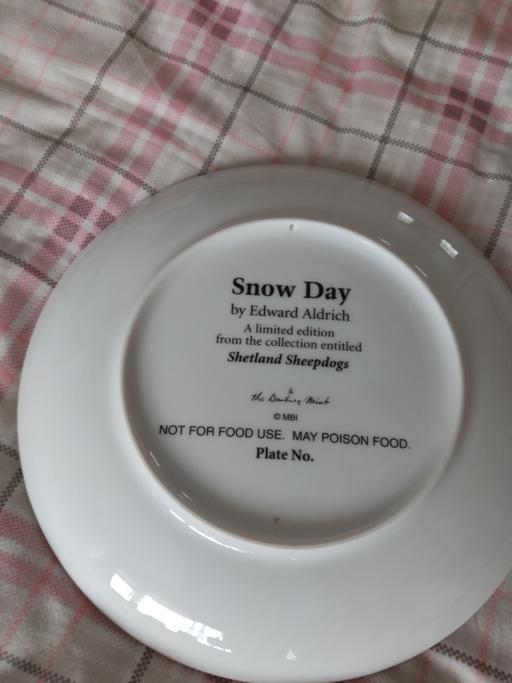 Snow Day
by Edward Aldrich
A limited edition
from the collection entitled
Shetland Sheepdogs
the Danbury Mint
© MBI
NOT FOR FOOD USE. MAY POISON FOOD.
Plate No.